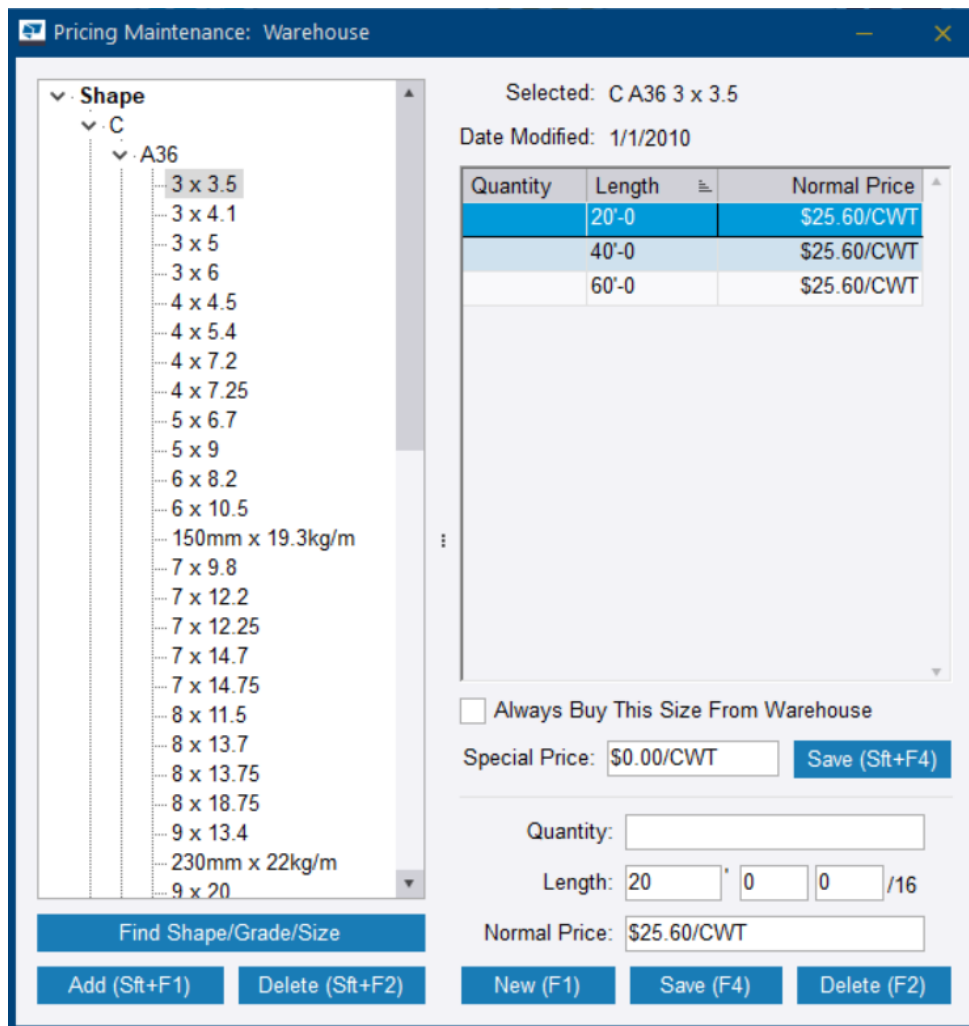 Pricing Maintenance: Warehouse
Shape
C
A36
3 x 3.5
3 x 4.1
3 x 5
3 x 6
4 x 4.5
4 x 5.4
4 x 7.2
4 x 7.25
5 x 6.7
5 x 9
6 x 8.2
6 x 10.5
150mm x 19.3kg/m
7 x 9.8
7 x 12.2
7 x 12.25
7 x 14.7
7 x 14.75
8 x 11.5
8 x 13.7
8 x 13.75
8 x 18.75
9 x 13.4
230mm x 22kg/m
9 x 20
Find Shape/Grade/Size
Add (Sft+F1) Delete (Sft+F2)
Selected: C A36 3 x 3.5
Date Modified: 1/1/2010
Quantity Length Normal Price
20'-0 $25.60/CWT
40'-0 $25.60/CWT
60'-0 $25.60/CWT
Always Buy This Size From Warehouse
Special Price: $0.00/CWT Save (Sft+F4)
Quantity:
Length: 20 ' 0 0 /16
Normal Price: $25.60/CWT
New (F1) Save (F4) Delete (F2)